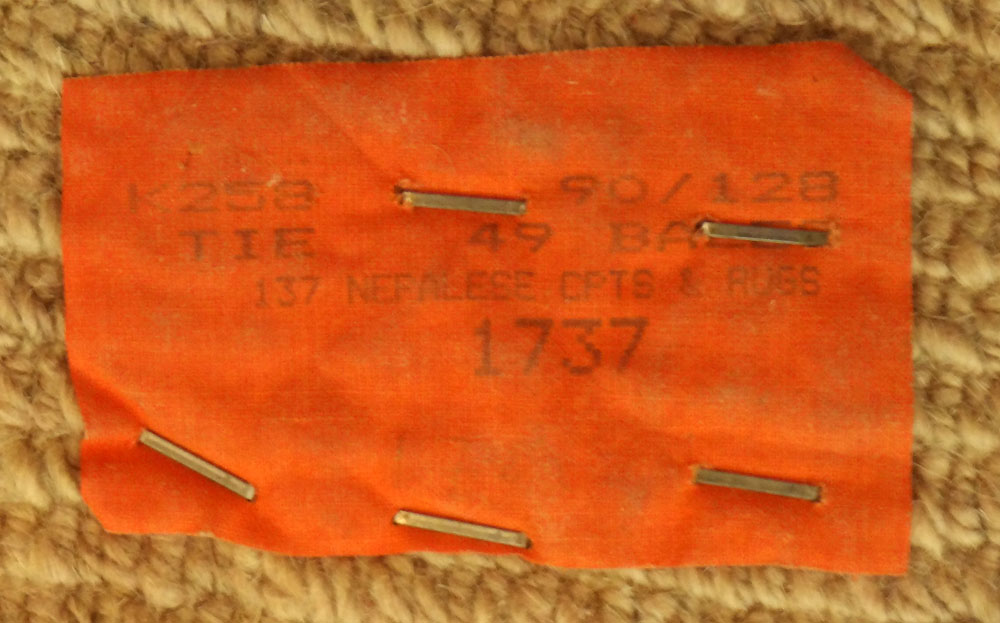 K258 90/128
TIE 49
137 NEPALESE CPTS & RUGS
1737